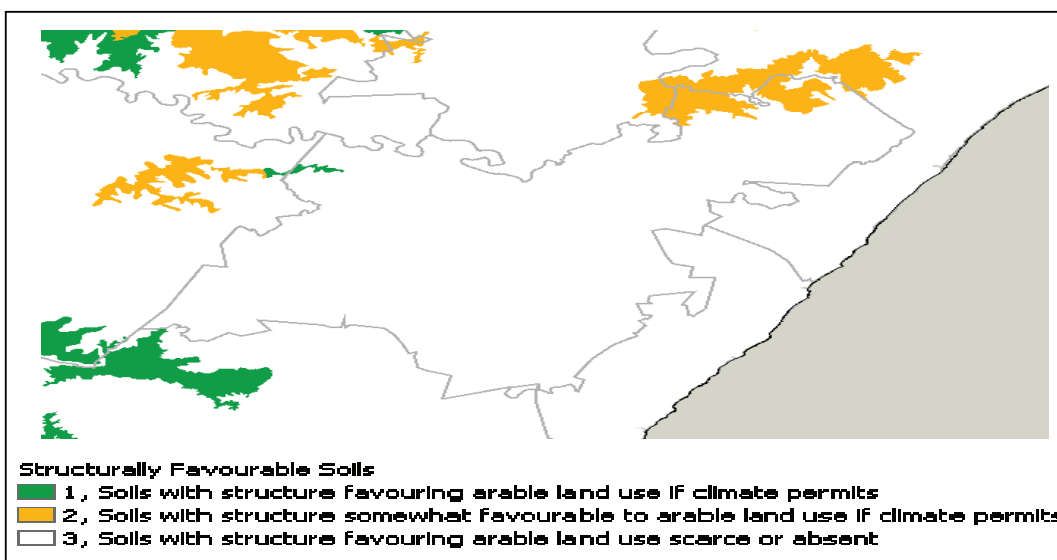 Structurally Favourable Soils
1, Soils with structure favouring arable land use if climate permits
2, Soils with structure somewhat favourable to arable land use if climate permits
3, Soils with structure favouring arable land use scarce or absent